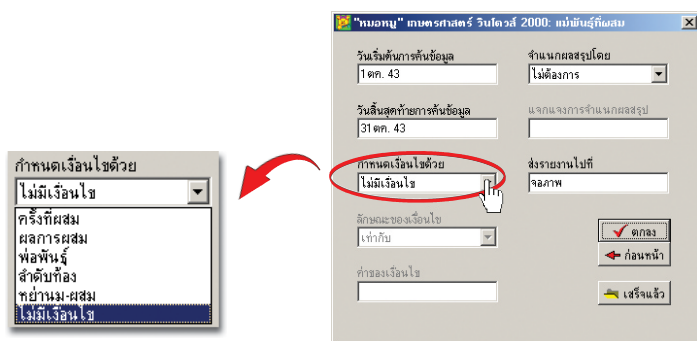 "หมอหมู" เกษตรศาสตร์ วินโดวส์ 2000: แม่พันธุ์ที่ผสม
วันเริ่มต้นการค้นข้อมูล
1 ตค. 43
จำแนกผลสรุปโดย
ไม่ต้องการ
วันสิ้นสุดท้ายการค้นข้อมูล
31 ตค. 43
แจกแจงการจำแนกผลสรุป
กำหนดเงื่อนไขด้วย
ไม่มีเงื่อนไข
ส่งรายงานไปที่
จอภาพ
ลักษณะของเงื่อนไข
เท่ากับ
ค่าของเงื่อนไข
ตกลง
ก่อนหน้า
เสร็จแล้ว
กำหนดเงื่อนไขด้วย
ไม่มีเงื่อนไข
ครั้งที่ผสม
ผลการผสม
พ่อพันธุ์
ลำดับท้อง
หย่านม-ผสม
ไม่มีเงื่อนไข